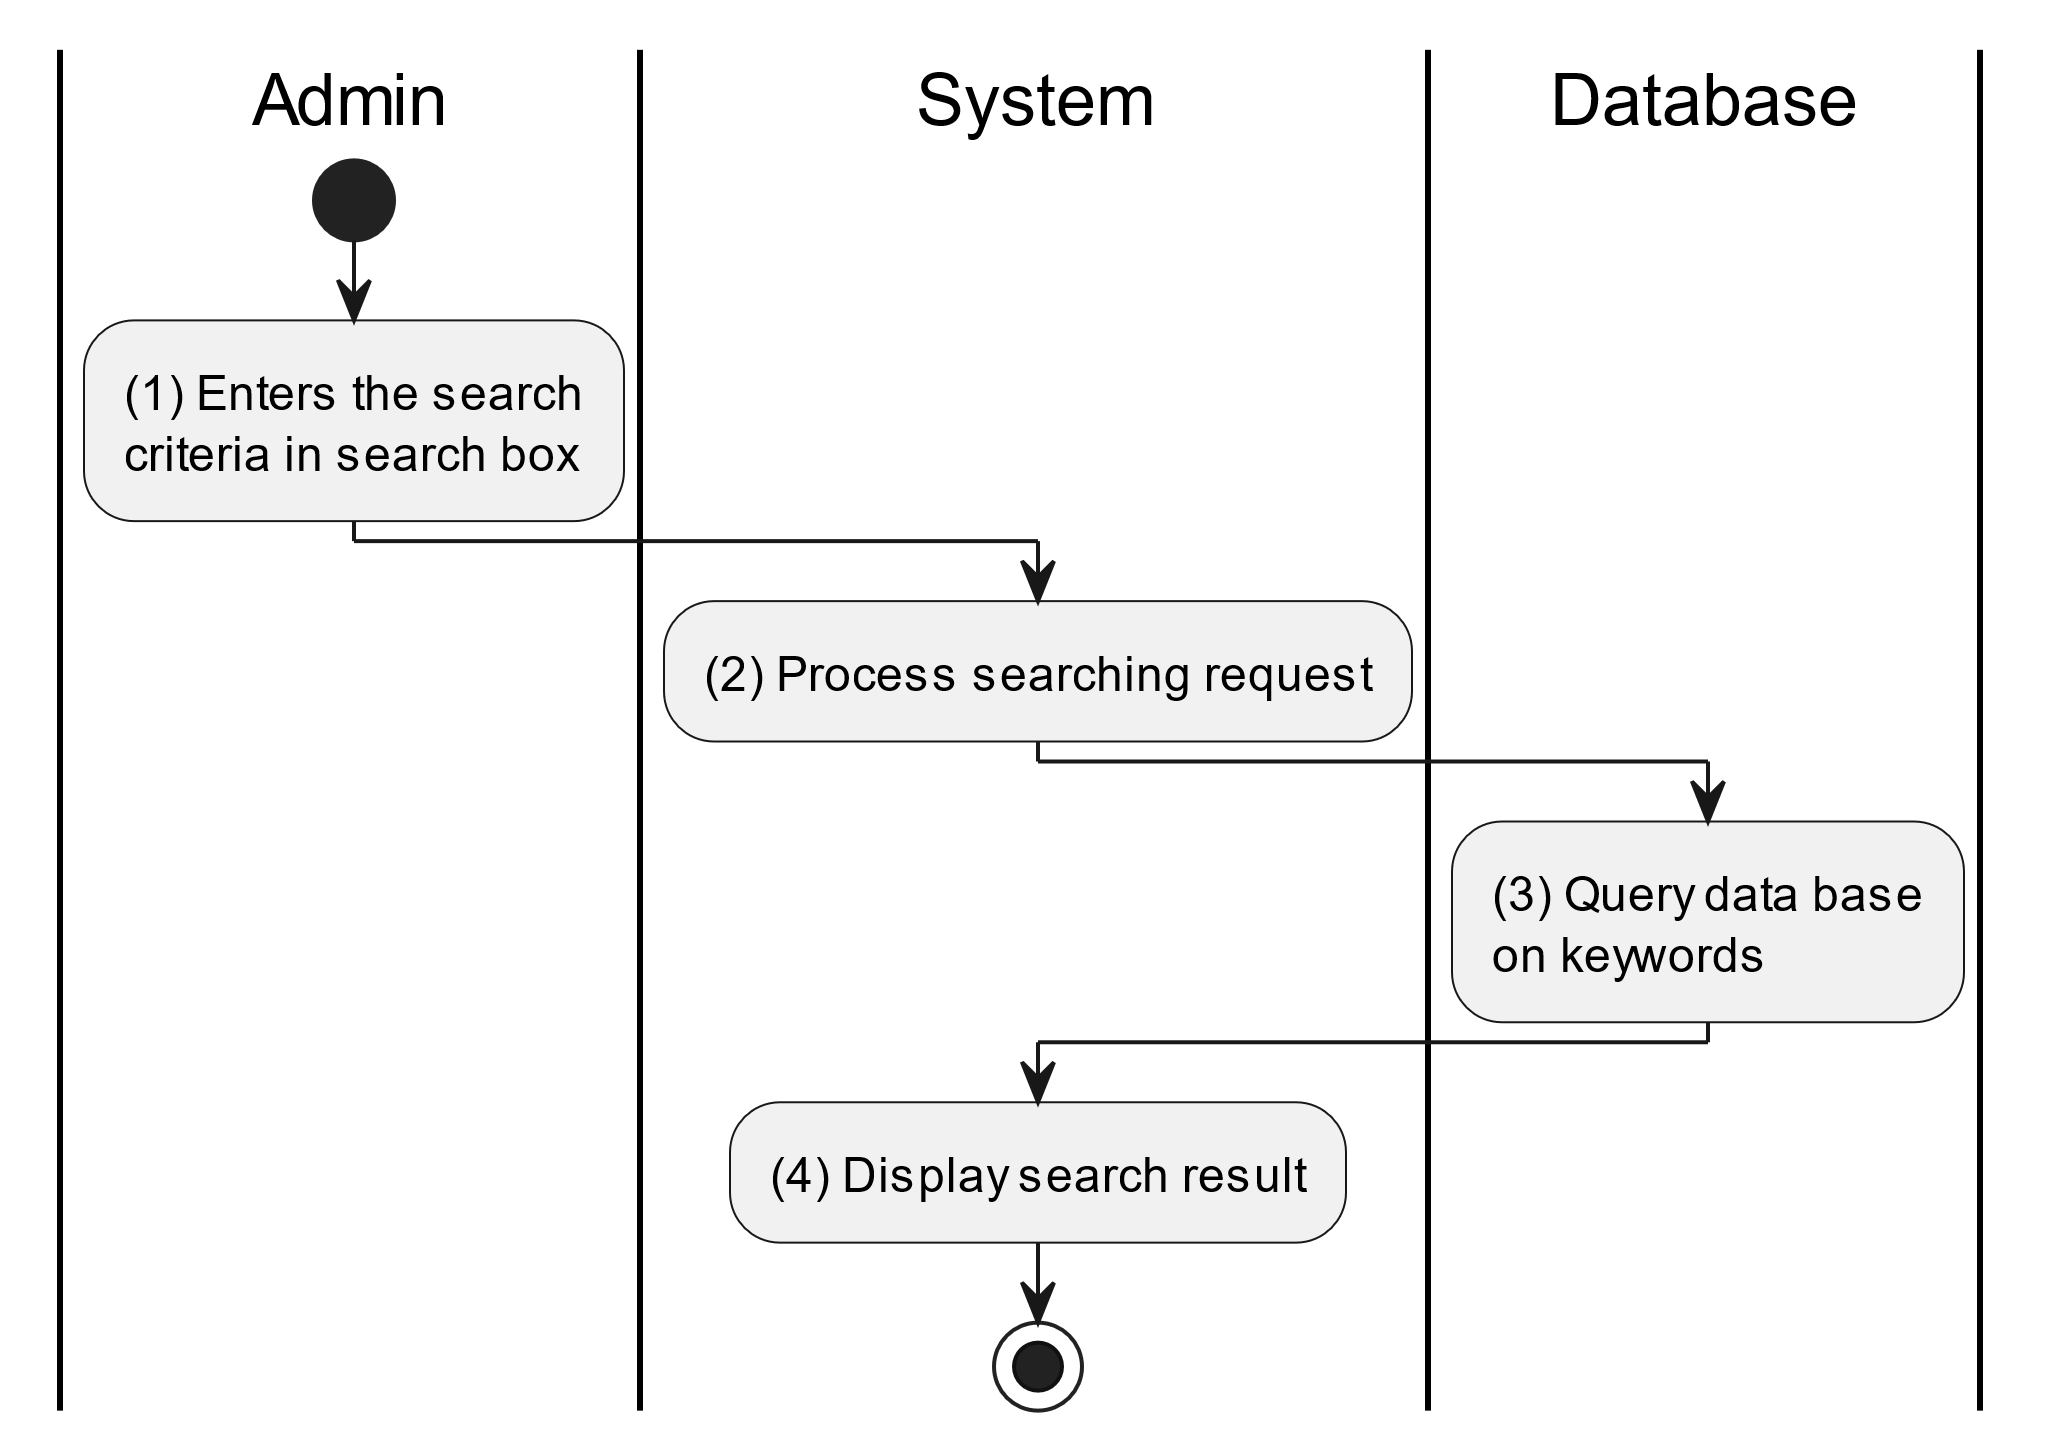 Admin
System
Database
(1) Enters the search
criteria in search box
(2) Process searching request
(3) Query data base
on keywords
(4) Display search result